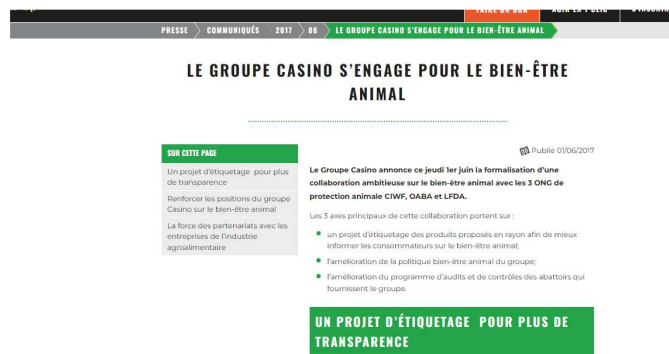 FAIRE UN DON
PRESSE COMMUNIQUÉS 2017 06 LE GROUPE CASINO S'ENGAGE POUR LE BIEN-ÊTRE ANIMAL
LE GROUPE CASINO S'ENGAGE POUR LE BIEN-ÊTRE
ANIMAL
SUR CETTE PAGE
Un projet d'étiquetage pour plus
de transparence
Renforcer les positions du groupe
Casino sur le bien-être animal
La force des partenariats avec les
entreprises de l'industrie
agroalimentaire
Publié 01/06/2017
Le Groupe Casino annonce ce jeudi 1er juin la formalisation d'une
collaboration ambitieuse sur le bien-être animal avec les 3 ONG de
protection animale CIWF, OABA et LFDA.
Les 3 axes principaux de cette collaboration portent sur :
un projet d'étiquetage des produits proposés en rayon afin de mieux
informer les consommateurs sur le bien-être animal;
l'amélioration de la politique bien-être animal du groupe;
l'amélioration du programme d'audits et de contrôles des abattoirs qui
fournissent le groupe.
UN PROJET D'ÉTIQUETAGE POUR PLUS DE
TRANSPARENCE